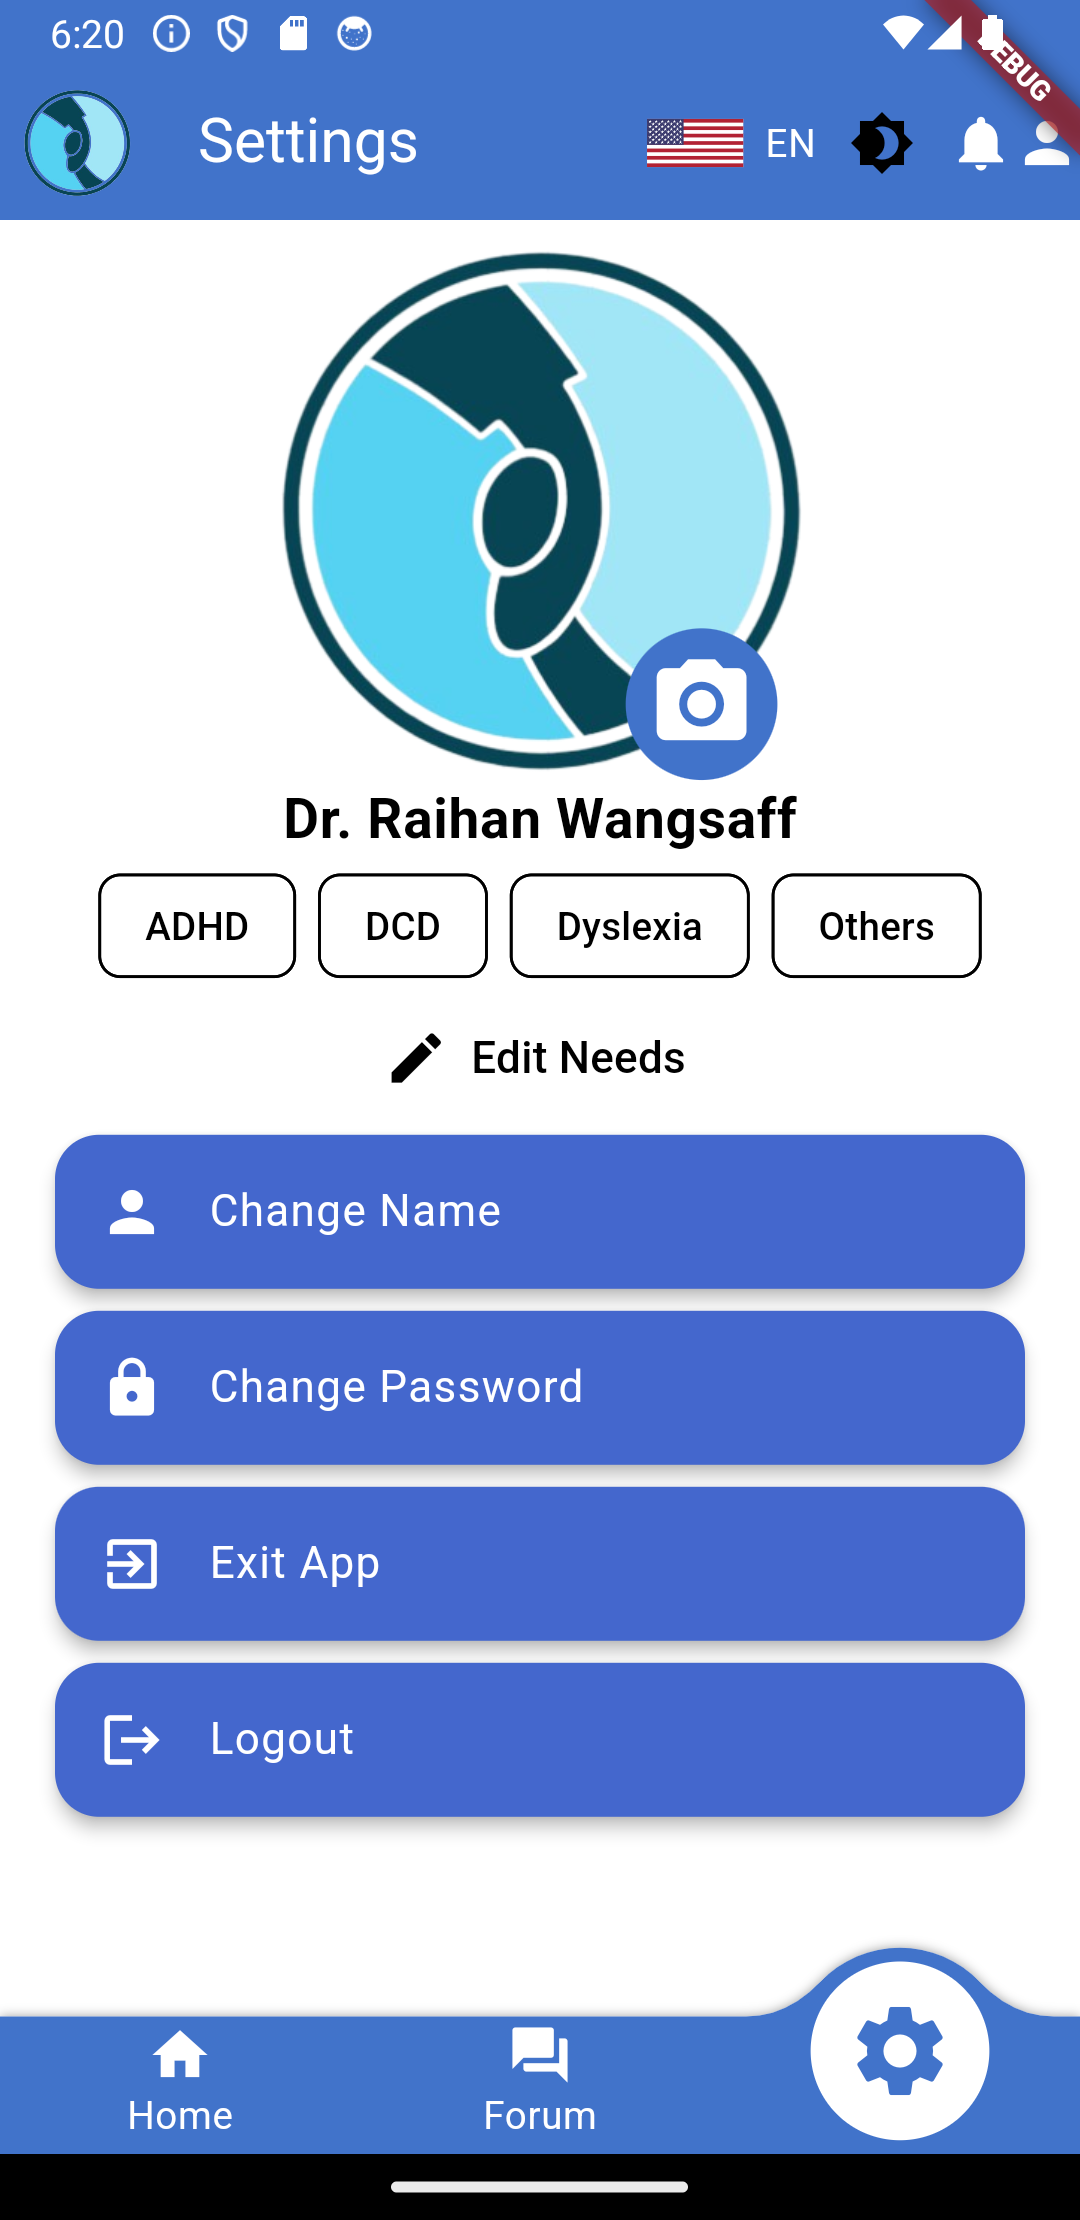 6:20
EBUG
Settings
EN
Dr. Raihan Wangsaff
ADHD
DCD
Dyslexia
Others
Edit Needs
Change Name
Change Password
Exit App
Logout
Home
Forum